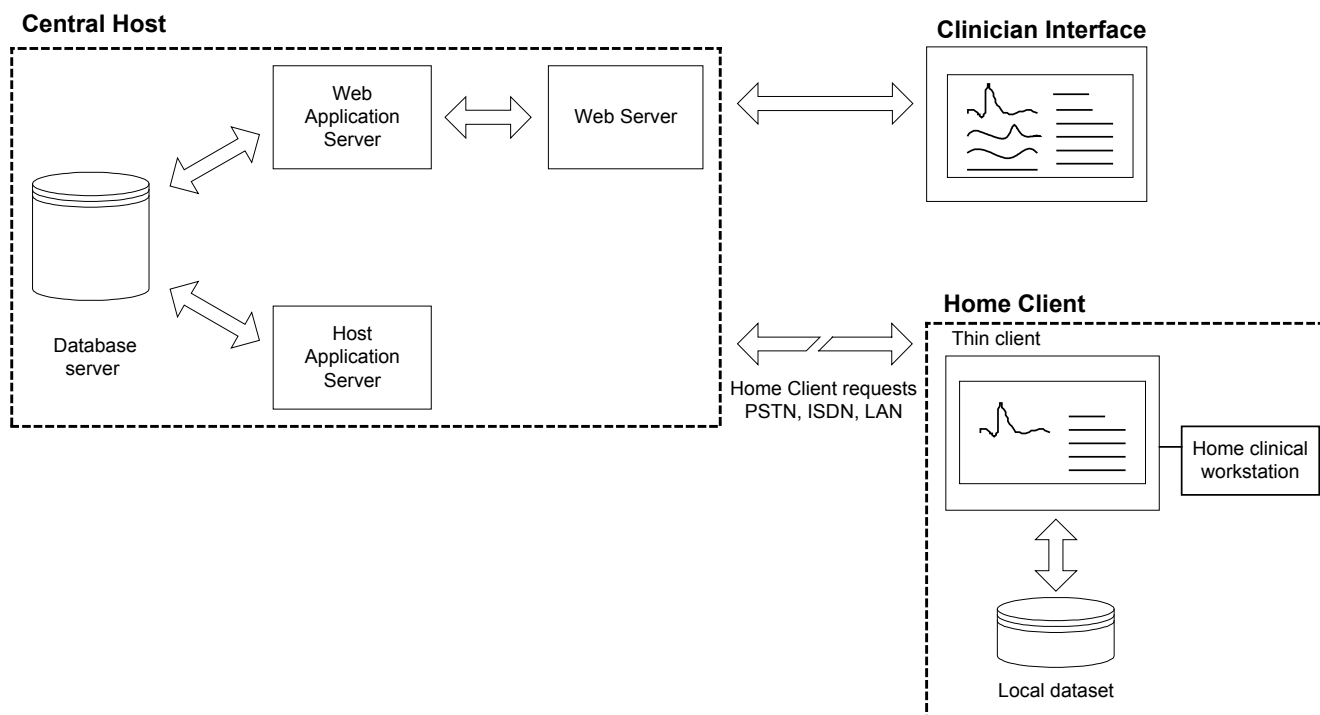 Central Host
Clinician Interface
Web
Application
Server
Web Server
Database
server
Host
Application
Server
Home Client requests
PSTN, ISDN, LAN
Home Client
Thin client
Home clinical
workstation
Local dataset